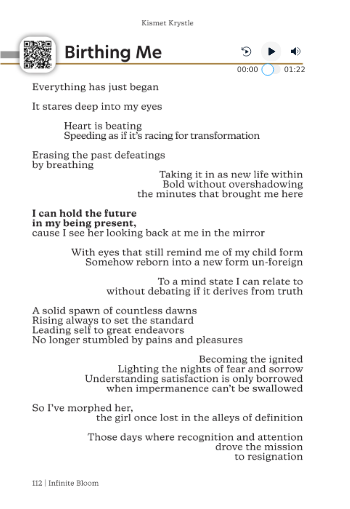 Kismet Krystle
Birthing Me
00:00 01:22
Everything has just began
It stares deep into my eyes
Heart is beating
Speeding as if it's racing for transformation
Erasing the past defeatings
by breathing
Taking it in as new life within
Bold without overshadowing
the minutes that brought me here
I can hold the future
in my being present,
cause I see her looking back at me in the mirror
With eyes that still remind me of my child form
Somehow reborn into a new form un-foreign
To a mind state I can relate to
without debating if it derives from truth
A solid spawn of countless dawns
Rising always to set the standard
Leading self to great endeavors
No longer stumbled by pains and pleasures
Becoming the ignited
Lighting the nights of fear and sorrow
Understanding satisfaction is only borrowed
when impermanence can't be swallowed
So I've morphed her,
the girl once lost in the alleys of definition
Those days where recognition and attention
drove the mission
to resignation
112 | Infinite Bloom